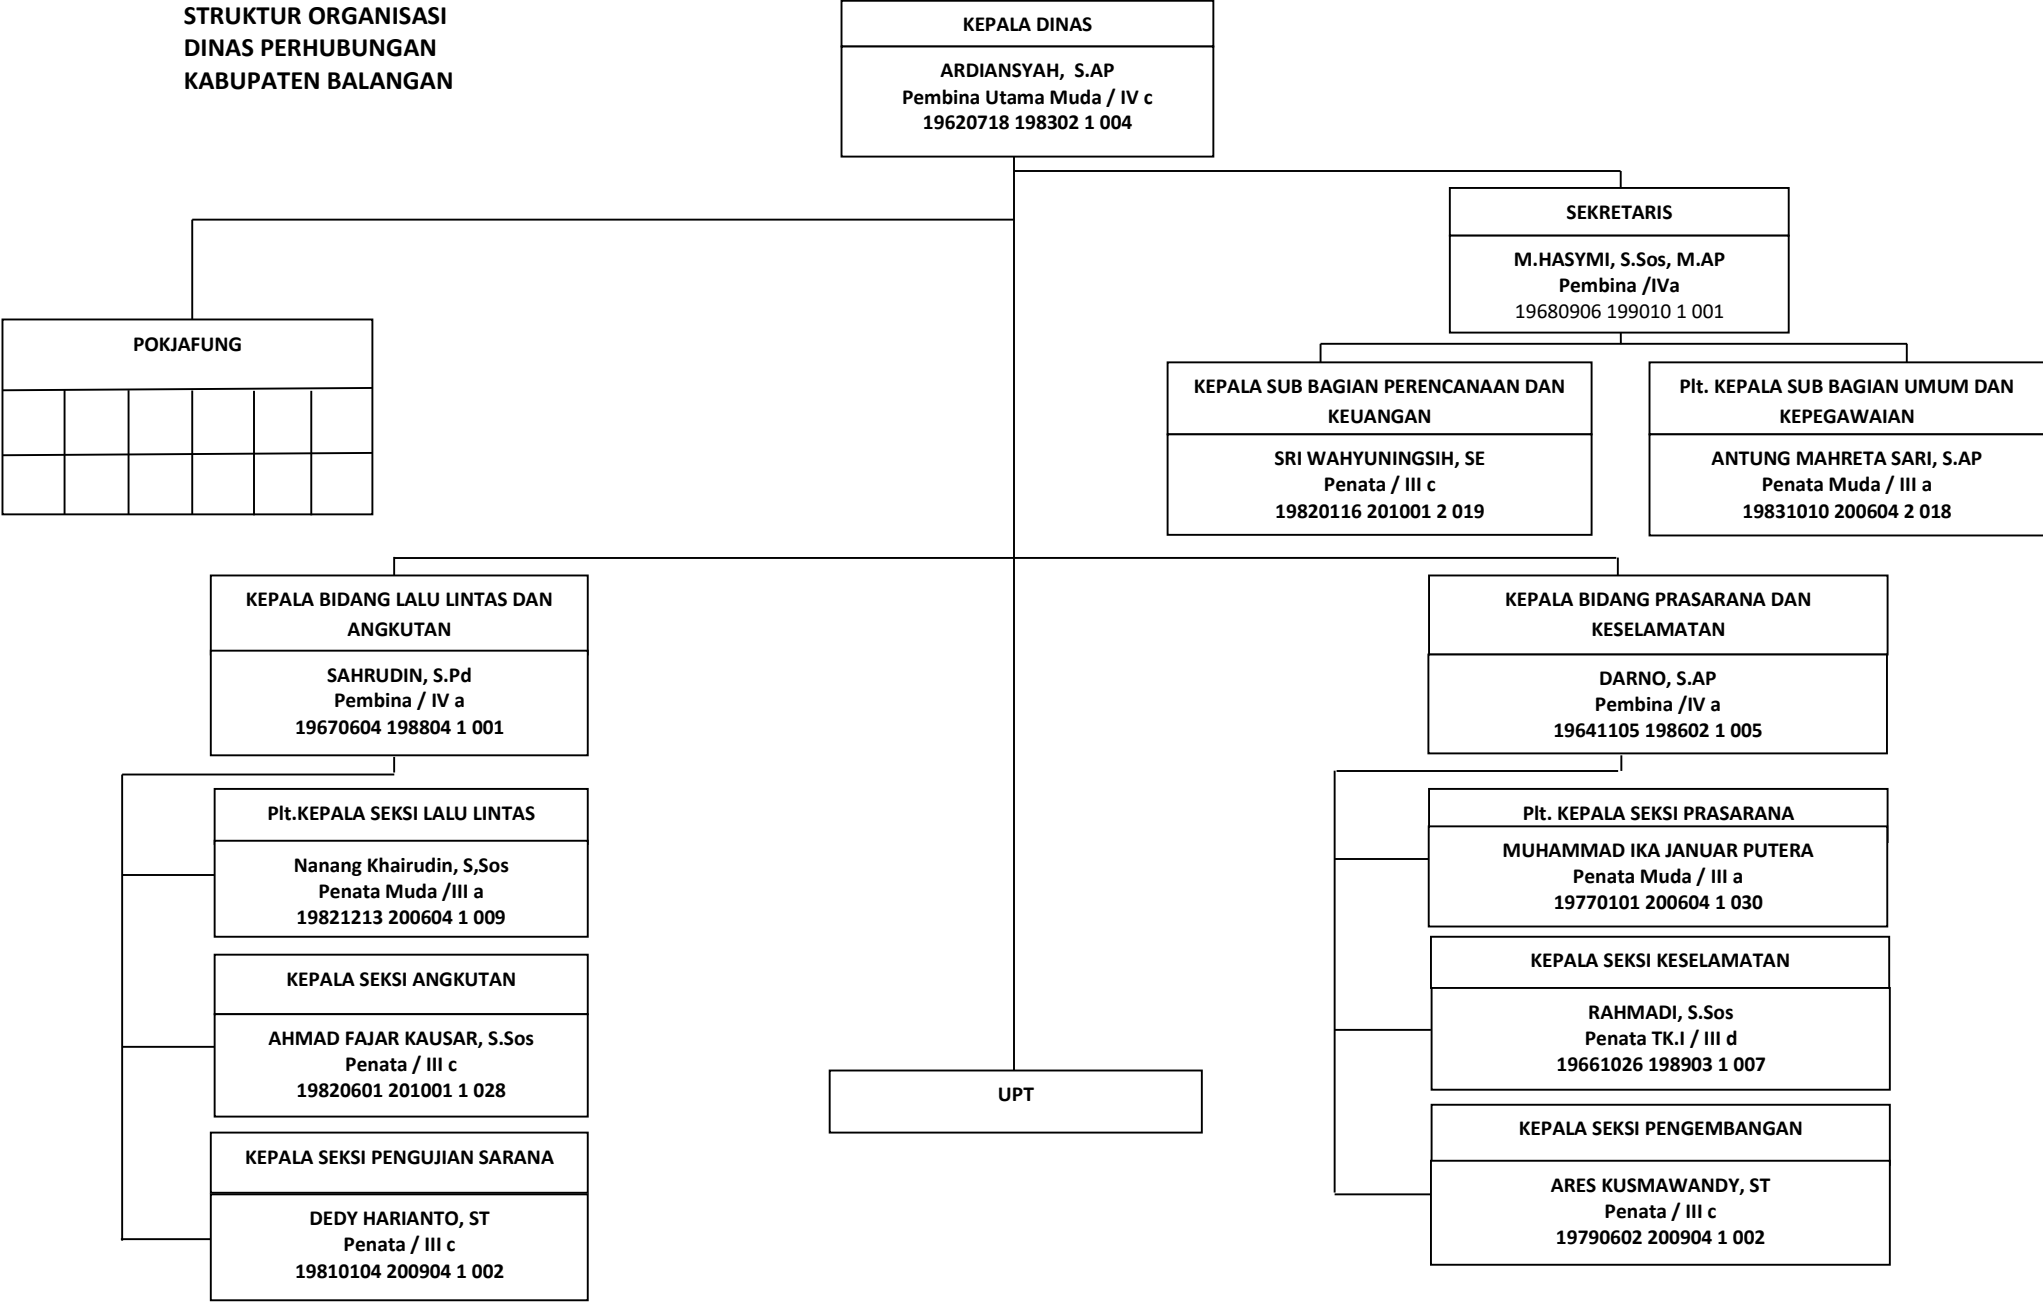 STRUKTUR ORGANISASI
DINAS PERHUBUNGAN
KABUPATEN BALANGAN
KEPALA DINAS
ARDIANSYAH, S.AP
Pembina Utama Muda / IV c
19620718 198302 1 004
SEKRETARIS
M.HASYMI, S.Sos, M.AP
Pembina /IVa
19680906 199010 1 001
POKJAFUNG
KEPALA SUB BAGIAN PERENCANAAN DAN
KEUANGAN
SRI WAHYUNINGSIH, SE
Penata / III c
19820116 201001 2 019
Plt. KEPALA SUB BAGIAN UMUM DAN
KEPEGAWAIAN
ANTUNG MAHRETA SARI, S.AP
Penata Muda / III a
19831010 200604 2 018
KEPALA BIDANG LALU LINTAS DAN
ANGKUTAN
SAHRUDIN, S.Pd
Pembina / IV a
19670604 198804 1 001
Plt.KEPALA SEKSI LALU LINTAS
Nanang Khairudin, S,Sos
Penata Muda /III a
19821213 200604 1 009
KEPALA SEKSI ANGKUTAN
AHMAD FAJAR KAUSAR, S.Sos
Penata / III c
19820601 201001 1 028
KEPALA SEKSI PENGUJIAN SARANA
DEDY HARIANTO, ST
Penata / III c
19810104 200904 1 002
UPT
KEPALA BIDANG PRASARANA DAN
KESELAMATAN
DARNO, S.AP
Pembina /IV a
19641105 198602 1 005
Plt. KEPALA SEKSI PRASARANA
MUHAMMAD IKA JANUAR PUTERA
Penata Muda / III a
19770101 200604 1 030
KEPALA SEKSI KESELAMATAN
RAHMADI, S.Sos
Penata TK.I / III d
19661026 198903 1 007
KEPALA SEKSI PENGEMBANGAN
ARES KUSMAWANDY, ST
Penata / III c
19790602 200904 1 002